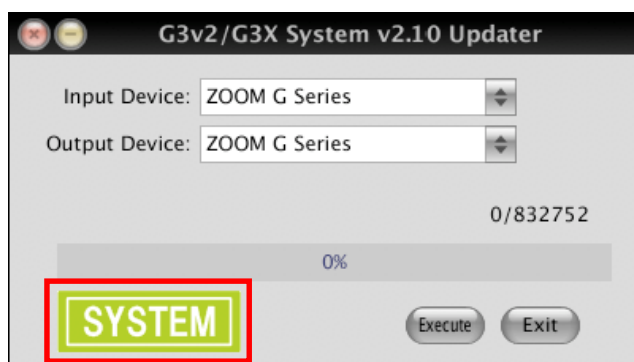 G3v2/G3X System v2.10 Updater
Input Device: ZOOM G Series
Output Device: ZOOM G Series
0/832752
0%
SYSTEM Execute Exit